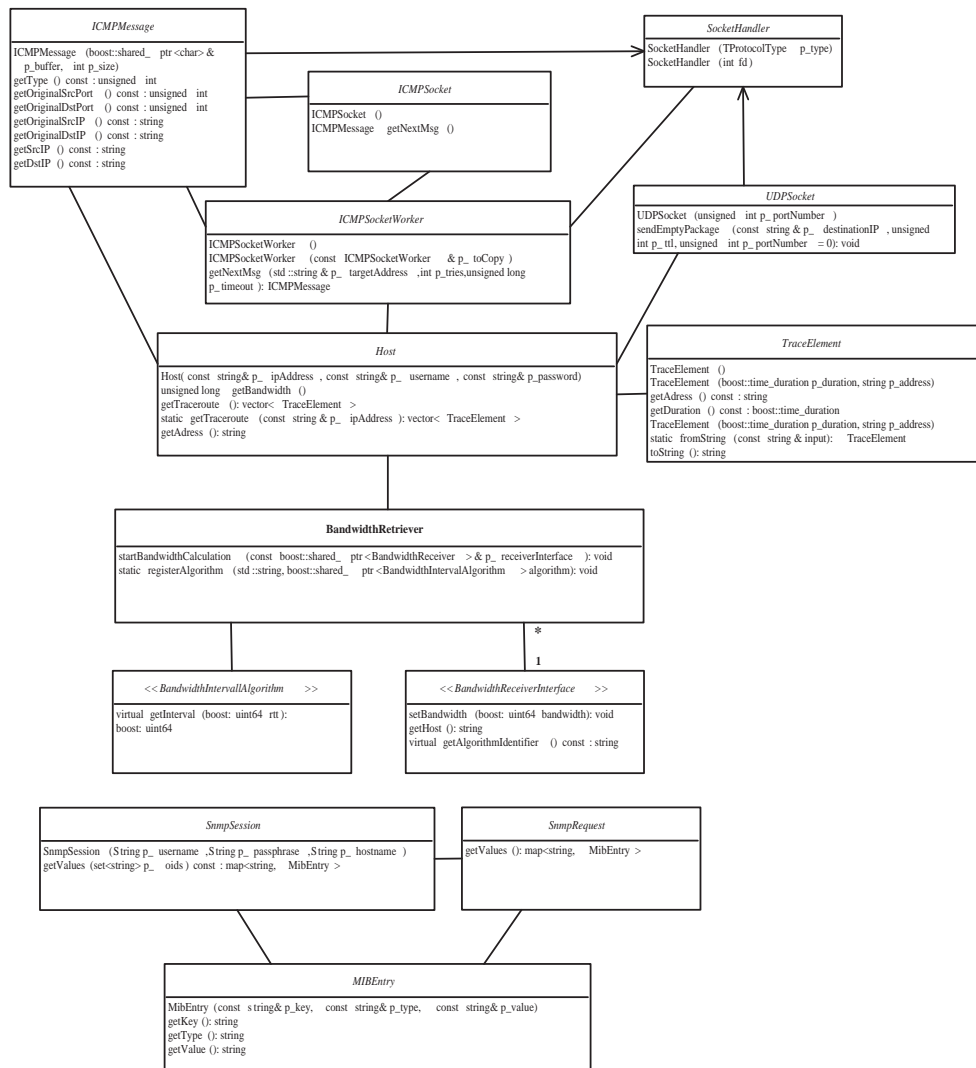 ICMPMessage
ICMPMessage (boost::shared_ ptr <char> &
p_buffer, int p_size)
getType () const : unsigned int
getOriginalSrcPort () const : unsigned int
getOriginalDstPort () const : unsigned int
getOriginalSrcIP () const : string
getOriginalDstIP () const : string
getSrcIP () const : string
getDstIP () const : string
SocketHandler
SocketHandler (TProtocolType p_type)
SocketHandler (int fd )
ICMPSocket
ICMPSocket ()
ICMPMessage getNextMsg ()
UDPSocket
UDPSocket (unsigned int p_ portNumber )
sendEmptyPackage (const string & p_ destinationIP , unsigned
int p_ ttl, unsigned int p_ portNumber = 0): void
ICMPSocketWorker
ICMPSocketWorker ()
ICMPSocketWorker (const ICMPSocketWorker & p_ toCopy )
getNextMsg (std ::string & p_ targetAddress ,int p_tries,unsigned long
p_ timeout ): ICMPMessage
Host
Host( const string& p_ ipAddress , const string& p_ username , const string& p_password)
unsigned long getBandwidth ()
getTraceroute (): vector< TraceElement >
static getTraceroute (const string & p_ ipAddress ): vector< TraceElement >
getAdress (): string
TraceElement
TraceElement ()
TraceElement (boost::time_duration p_duration, string p_address)
getAdress () const : string
getDuration () const : boost::time_duration
TraceElement (boost::time_duration p_duration, string p_address)
static fromString (const string & input): TraceElement
toString (): string
BandwidthRetriever
startBandwidthCalculation (const boost::shared_ ptr <BandwidthReceiver > & p_ receiverInterface ): void
static registerAlgorithm (std ::string, boost::shared_ ptr <BandwidthIntervalAlgorithm > algorithm): void
*
1
<< BandwidthIntervallAlgorithm >>
virtual getInterval (boost: uint64 rtt ):
boost: uint64
<< BandwidthReceiverInterface >>
setBandwidth (boost: uint64 bandwidth): void
getHost (): string
virtual getAlgorithmIdentifier () const : string
SnmpSession
SnmpSession (String p_ username ,String p_ passphrase ,String p_ hostname )
getValues (set<string> p_ oids ) const : map<string, MibEntry >
SnmpRequest
getValues (): map<string, MibEntry >
MIBEntry
MibEntry (const s tring& p_key, const string& p_type, const string& p_value)
getKey (): string
getType (): string
getValue (): string